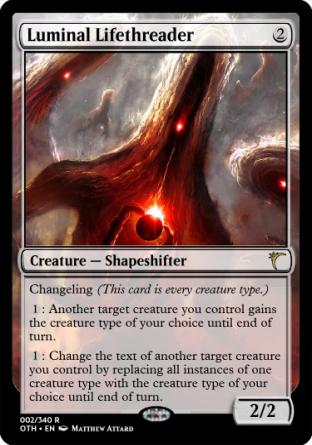 Luminal Lifethreader 2
Creature — Shapeshifter
Changeling (This card is every creature type.)
1 : Another target creature you control gains
the creature type of your choice until end of
turn.
1 : Change the text of another target creature
you control by replacing all instances of one
creature type with the creature type of your
choice until end of turn.
2/2
002/340 R
OTH • EN Matthew Attard